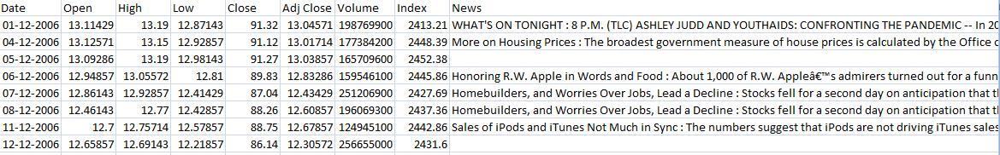 Date Open High Low Close Adj Close Volume Index News
01-12-2006 13.11429 13.19 12.87143 91.32 13.04571 198769900 2413.21 WHAT'S ON TONIGHT : 8 P.M. (TLC) ASHLEY JUDD AND YOUTHAIDS: CONFRONTING THE PANDEMIC -- In 20
04-12-2006 13.12571 13.15 12.92857 91.12 13.01714 177384200 2448.39 More on Housing Prices : The broadest government measure of house prices is calculated by the Office
05-12-2006 13.09286 13.19 12.98143 91.27 13.03857 165709600 2452.38
06-12-2006 12.94857 13.05572 12.81 89.83 12.83286 159546100 2445.86 Honoring R.W. Apple in Words and Food : About 1,000 of R.W. Appleâ€™s admirers turned out for a funn
07-12-2006 12.86143 12.92857 12.41429 87.04 12.43429 251206900 2427.69 Homebuilders, and Worries Over Jobs, Lead a Decline : Stocks fell for a second day on anticipation that
08-12-2006 12.46143 12.77 12.42857 88.26 12.60857 196069300 2437.36 Homebuilders, and Worries Over Jobs, Lead a Decline : Stocks fell for a second day on anticipation that
11-12-2006 12.7 12.75714 12.57857 88.75 12.67857 124945100 2442.86 Sales of iPods and iTunes Not Much in Sync : The numbers suggest that iPods are not driving iTunes sales
12-12-2006 12.65857 12.69143 12.21857 86.14 12.30572 256655000 2431.6